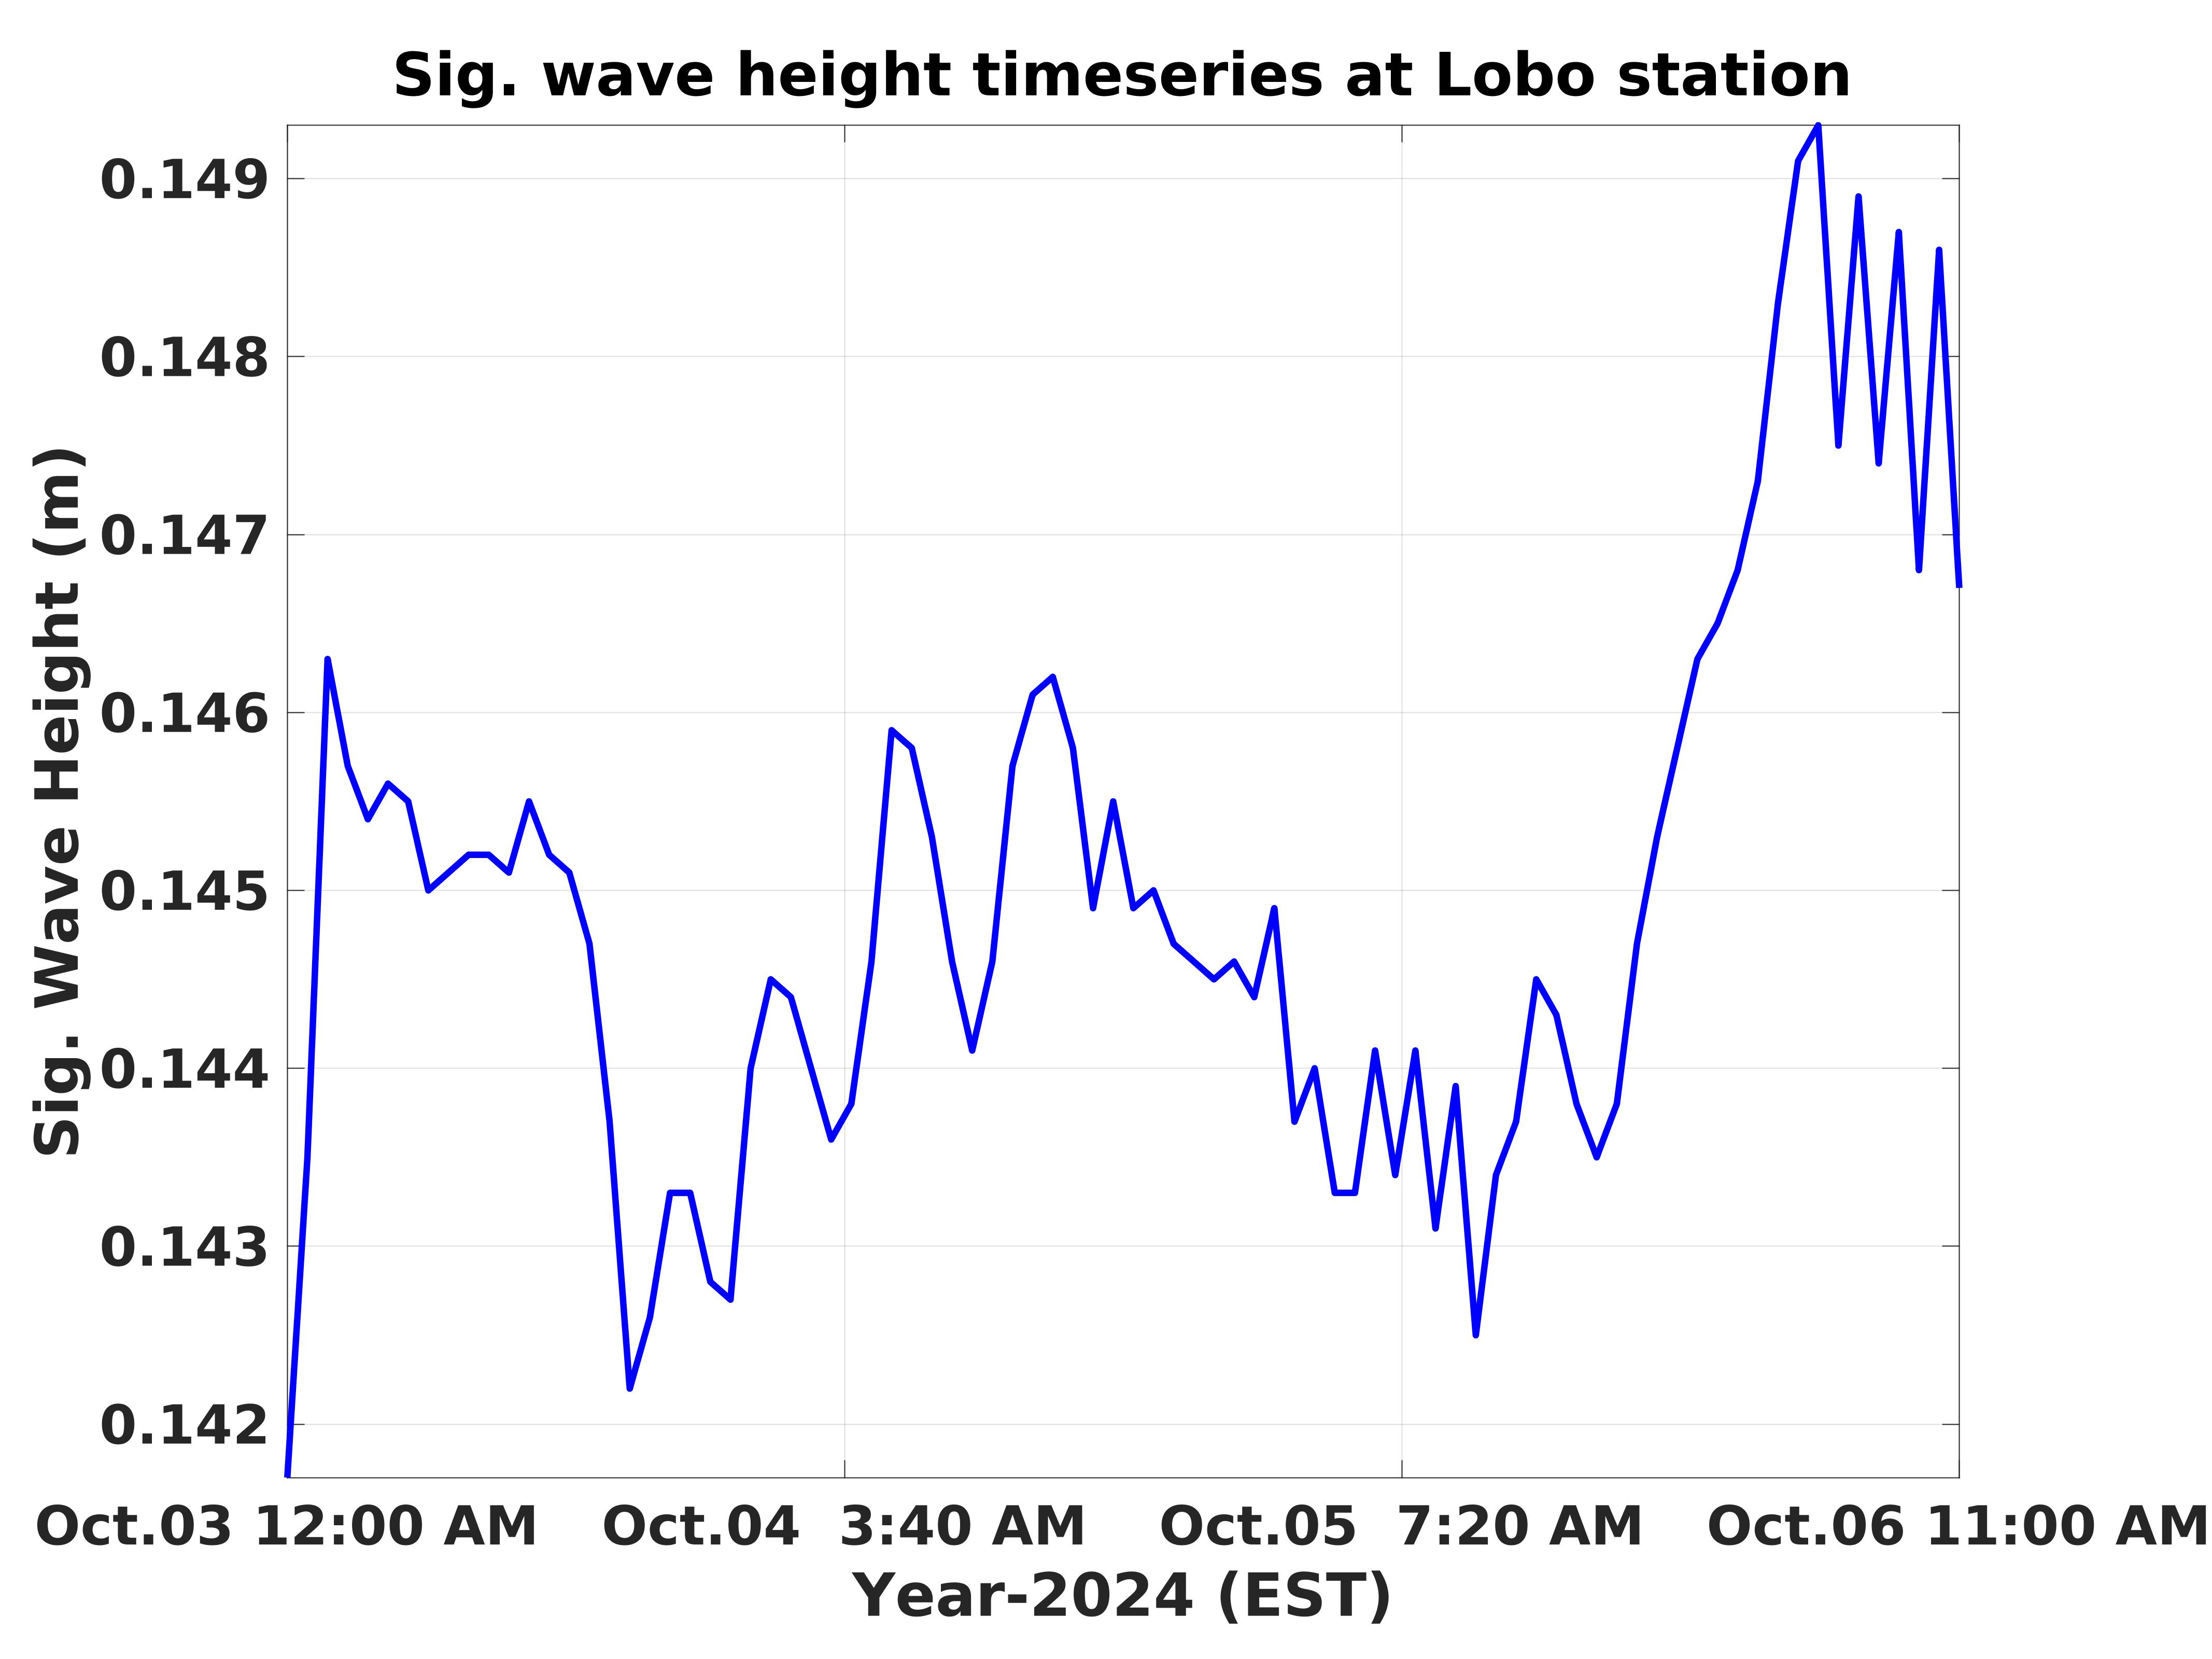 Sig. wave height timeseries at Lobo station
0.149
0.148
0.147
0.146
0.145
0.144
0.143
0.142
Sig. Wave Height (m)
Oct.03 12:00 AM Oct.04 3:40 AM Oct.05 7:20 AM Oct.06 11:00 AM
Year-2024 (EST)